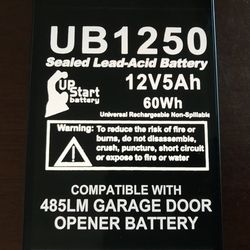 UB1250
Sealed Lead-Acid Battery
UPStart
battery
12V5Ah
60Wh
Universal Rechargeable Non-Spillable
Warning: To reduce the risk of fire or
burns, do not disassemble,
crush, puncture, short circuit
or expose to fire or water
COMPATIBLE WITH
485LM GARAGE DOOR
OPENER BATTERY